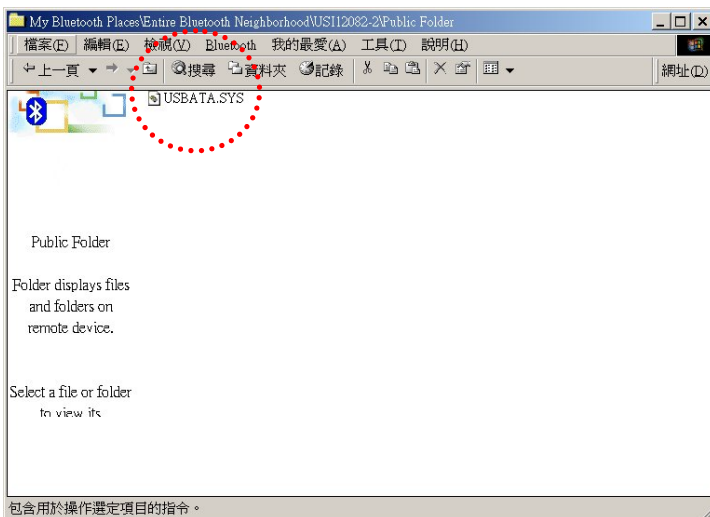 My Bluetooth Places\Entire Bluetooth Neighborhood\USI12082-2\Public Folder
檔案(F) 編輯(E) 檢視(V) Bluetooth 我的最愛(A) 工具(T) 說明(H)
上一頁 搜尋 資料夾 記錄 網址(D)
USBATA.SYS
Public Folder
Folder displays files
and folders on
remote device.
Select a file or folder
to view its
包含用於操作選定項目的指令。